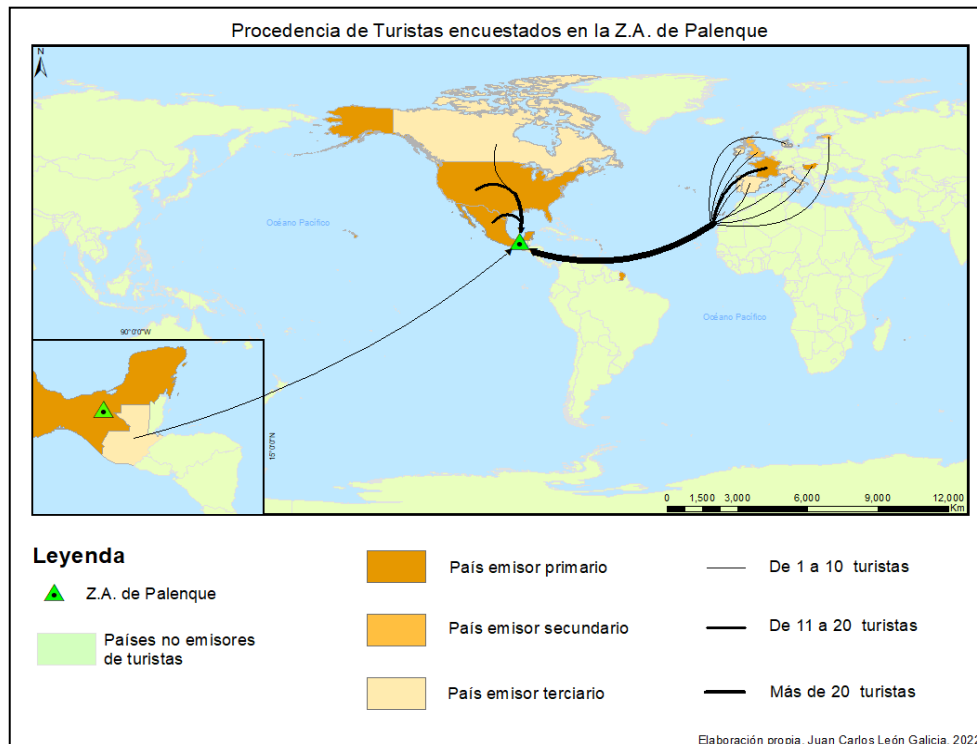 Procedencia de Turistas encuestados en la Z.A. de Palenque
N
Océano Pacífico
Océano Pacífico
90°0'0"W
15°0'0"N
0 1,500 3,000 6,000 9,000 12,000
Km
Leyenda
Z.A. de Palenque
Países no emisores
de turistas
País emisor primario
País emisor secundario
País emisor terciario
De 1 a 10 turistas
De 11 a 20 turistas
Más de 20 turistas
Elaboración propia. Juan Carlos León Galicia, 2022